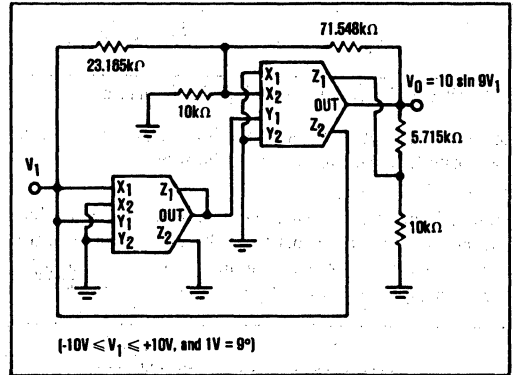 71.548kΩ
23.165kΩ
X1
Z1
X2
OUT
Y1
Y2
Z2
V0 = 10 sin 9V1
10kΩ
5.715kΩ
V1
X1
Z1
X2
OUT
Y1
Y2
Z2
10kΩ
(-10V ≤ V1 ≤ +10V, and 1V = 9°)